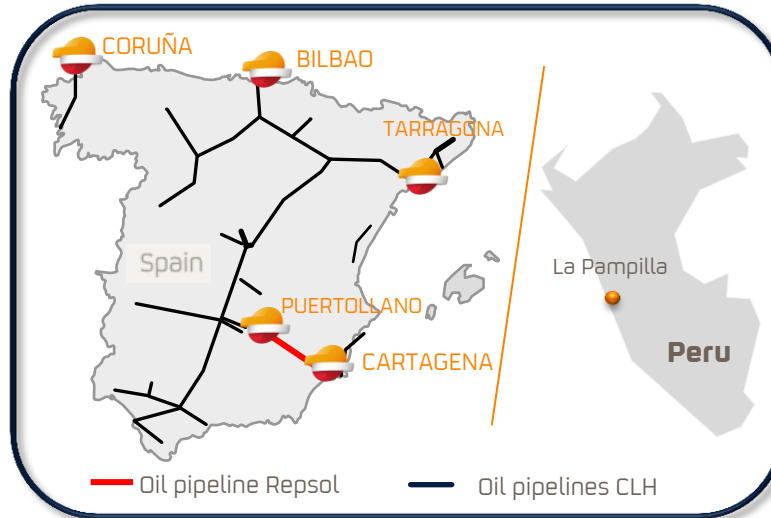 CORUÑA
BILBAO
TARRAGONA
Spain
La Pampilla
PUERTOLLANO
Peru
CARTAGENA
Oil pipeline Repsol
Oil pipelines CLH